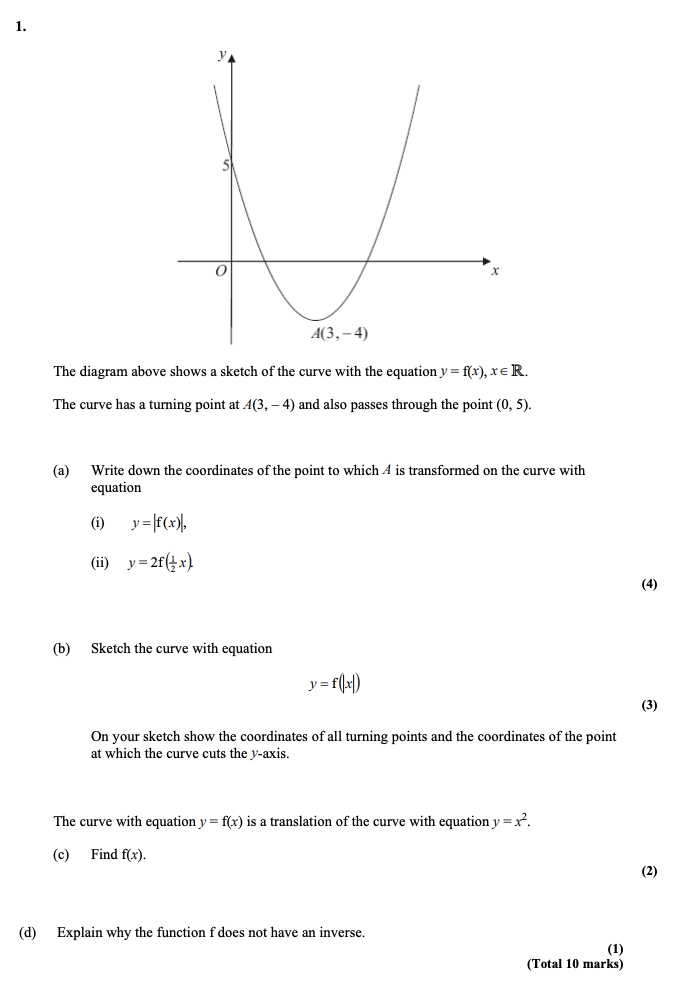 1.
y
5
O
x
A(3, – 4)
The diagram above shows a sketch of the curve with the equation y = f(x), x ∈ ℝ.
The curve has a turning point at A(3, – 4) and also passes through the point (0, 5).
(a) Write down the coordinates of the point to which A is transformed on the curve with
equation
(i) y = |f(x)|,
(ii) y = 2f(½x).
(4)
(b) Sketch the curve with equation
y = f(|x|)
(3)
On your sketch show the coordinates of all turning points and the coordinates of the point
at which the curve cuts the y-axis.
The curve with equation y = f(x) is a translation of the curve with equation y = x².
(c) Find f(x).
(2)
(d) Explain why the function f does not have an inverse.
(1)
(Total 10 marks)